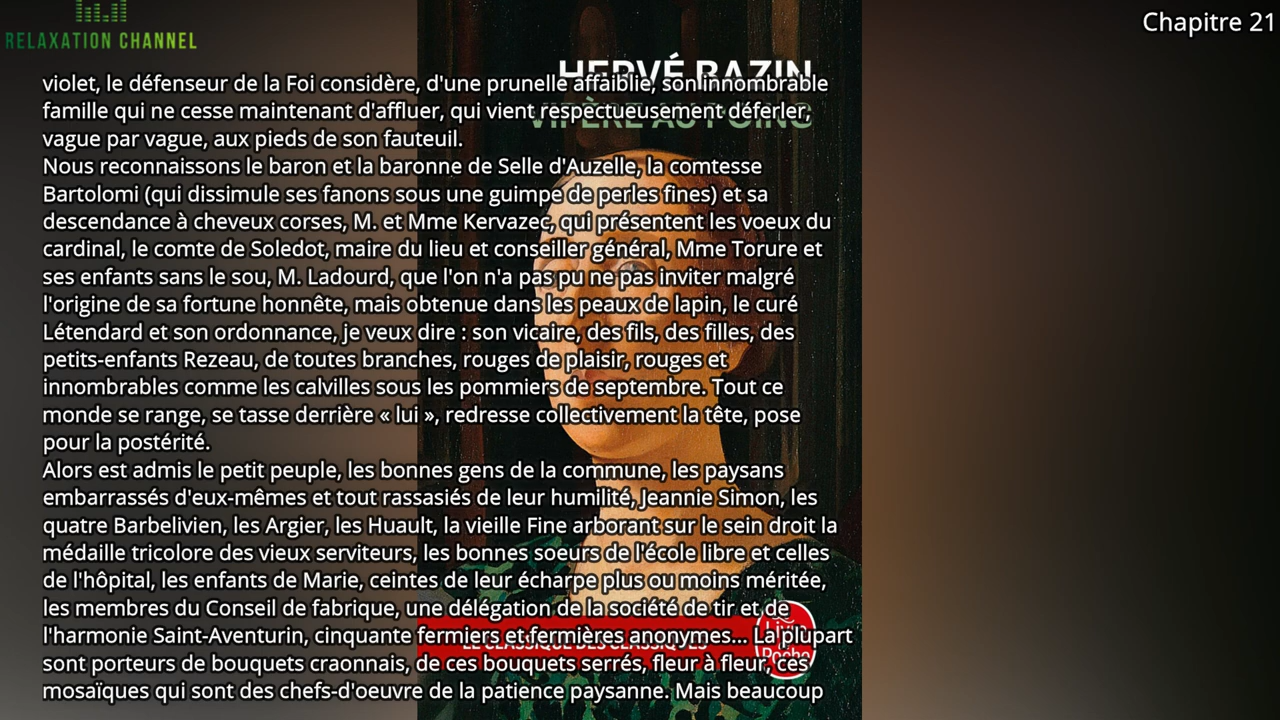 RELAXATION CHANNEL
Chapitre 21
HERVÉ BAZIN
VIPÈRE AU POING
violet, le défenseur de la Foi considère, d'une prunelle affaiblie, son innombrable
famille qui ne cesse maintenant d'affluer, qui vient respectueusement déferler,
vague par vague, aux pieds de son fauteuil.
Nous reconnaissons le baron et la baronne de Selle d'Auzelle, la comtesse
Bartolomi (qui dissimule ses fanons sous une guimpe de perles fines) et sa
descendance à cheveux corses, M. et Mme Kervazec, qui présentent les voeux du
cardinal, le comte de Soledot, maire du lieu et conseiller général, Mme Torure et
ses enfants sans le sou, M. Ladourd, que l'on n'a pas pu ne pas inviter malgré
l'origine de sa fortune honnête, mais obtenue dans les peaux de lapin, le curé
Létendard et son ordonnance, je veux dire : son vicaire, des fils, des filles, des
petits-enfants Rezeau, de toutes branches, rouges de plaisir, rouges et
innombrables comme les calvilles sous les pommiers de septembre. Tout ce
monde se range, se tasse derrière « lui », redresse collectivement la tête, pose
pour la postérité.
Alors est admis le petit peuple, les bonnes gens de la commune, les paysans
embarrassés d'eux-mêmes et tout rassasiés de leur humilité, Jeannie Simon, les
quatre Barbelivien, les Argier, les Huault, la vieille Fine arborant sur le sein droit la
médaille tricolore des vieux serviteurs, les bonnes soeurs de l'école libre et celles
de l'hôpital, les enfants de Marie, ceintes de leur écharpe plus ou moins méritée,
les membres du Conseil de fabrique, une délégation de la société de tir et de
l'harmonie Saint-Aventurin, cinquante fermiers et fermières anonymes... La plupart
sont porteurs de bouquets craonnais, de ces bouquets serrés, fleur à fleur, ces
mosaïques qui sont des chefs-d'oeuvre de la patience paysanne. Mais beaucoup
LE CLASSIQUE DES CLASSIQUES
Le Livre
Poche